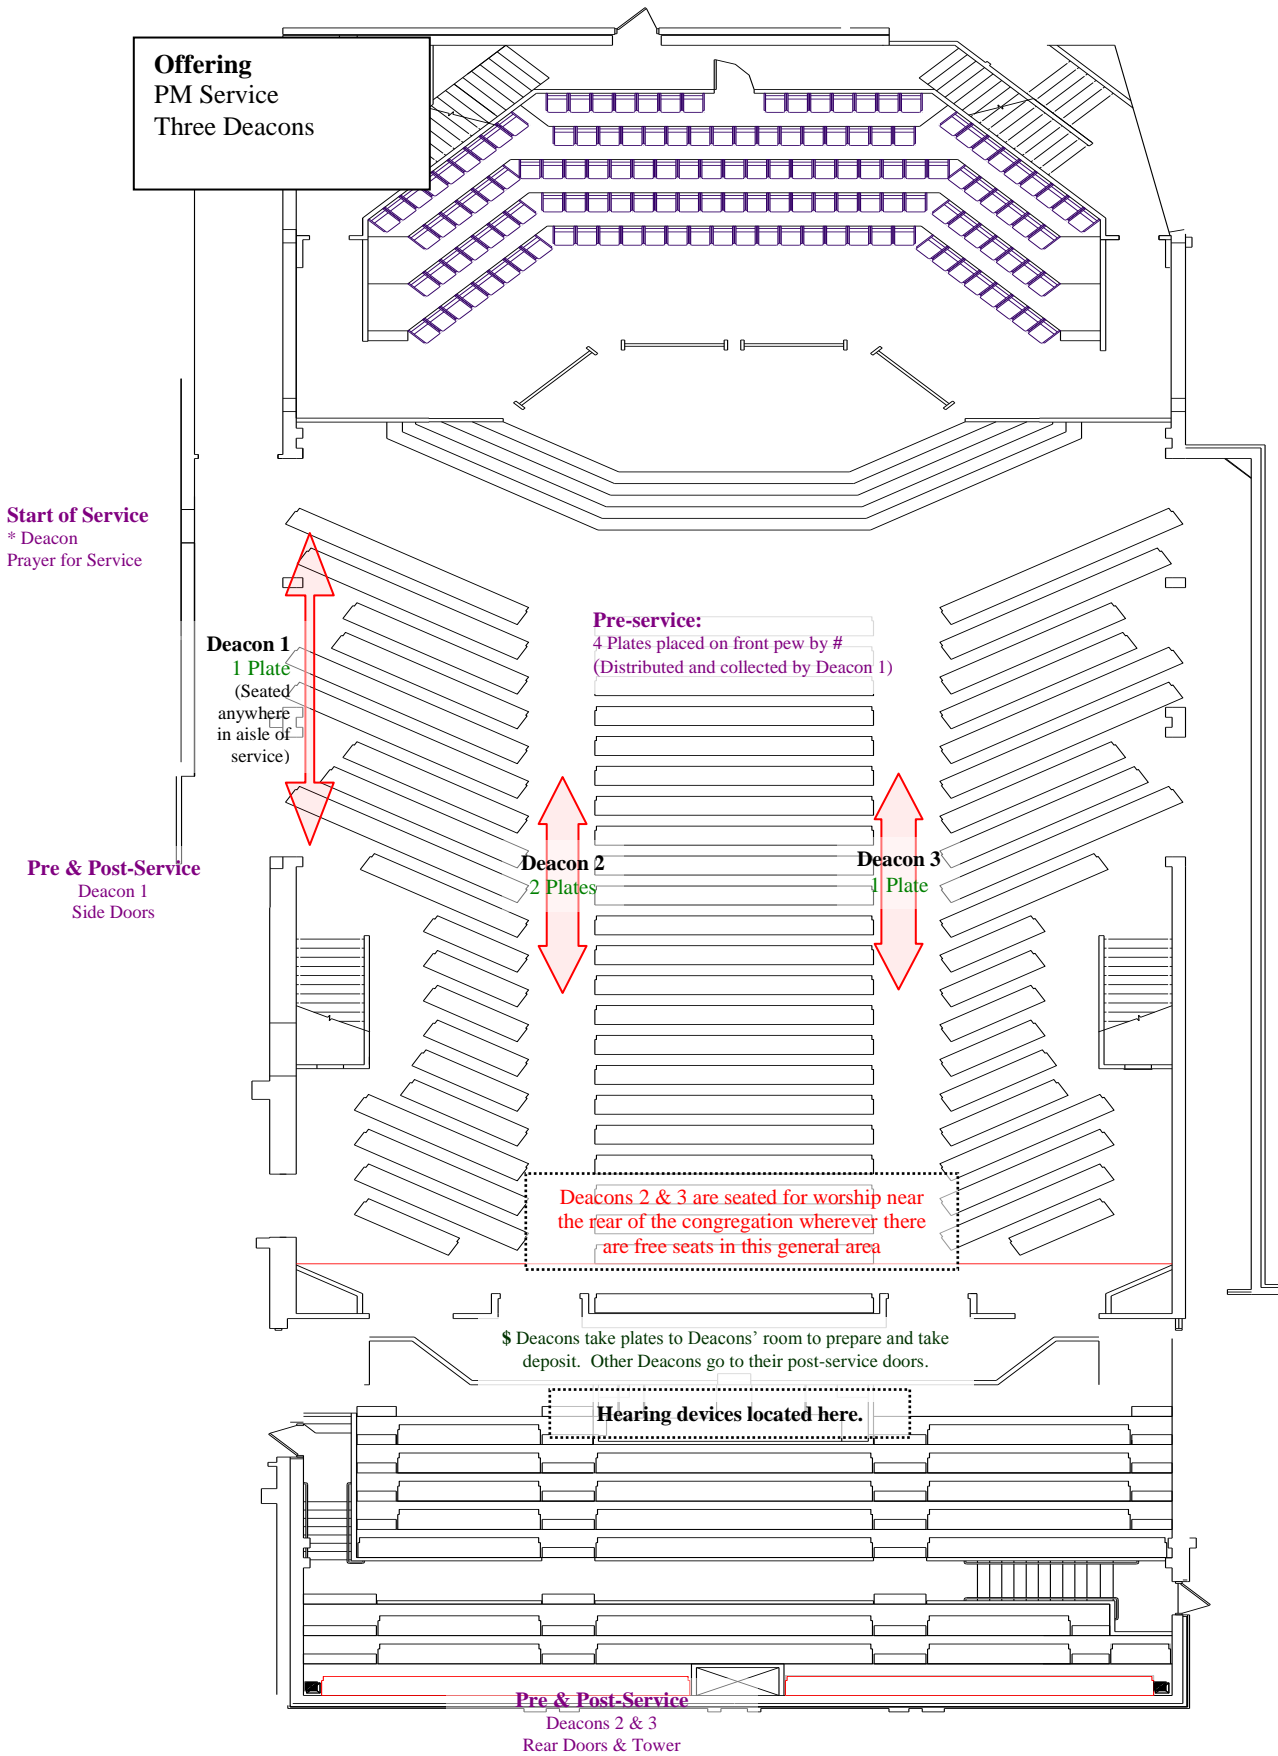 Offering
PM Service
Three Deacons
Start of Service
* Deacon
Prayer for Service
Deacon 1
1 Plate
(Seated
anywhere
in aisle of
service)
Pre-service:
4 Plates placed on front pew by #
(Distributed and collected by Deacon 1)
Pre & Post-Service
Deacon 1
Side Doors
Deacon 2
2 Plates
Deacon 3
1 Plate
Deacons 2 & 3 are seated for worship near
the rear of the congregation wherever there
are free seats in this general area
$ Deacons take plates to Deacons’ room to prepare and take
deposit.  Other Deacons go to their post-service doors.
Hearing devices located here.
Pre & Post-Service
Deacons 2 & 3
Rear Doors & Tower